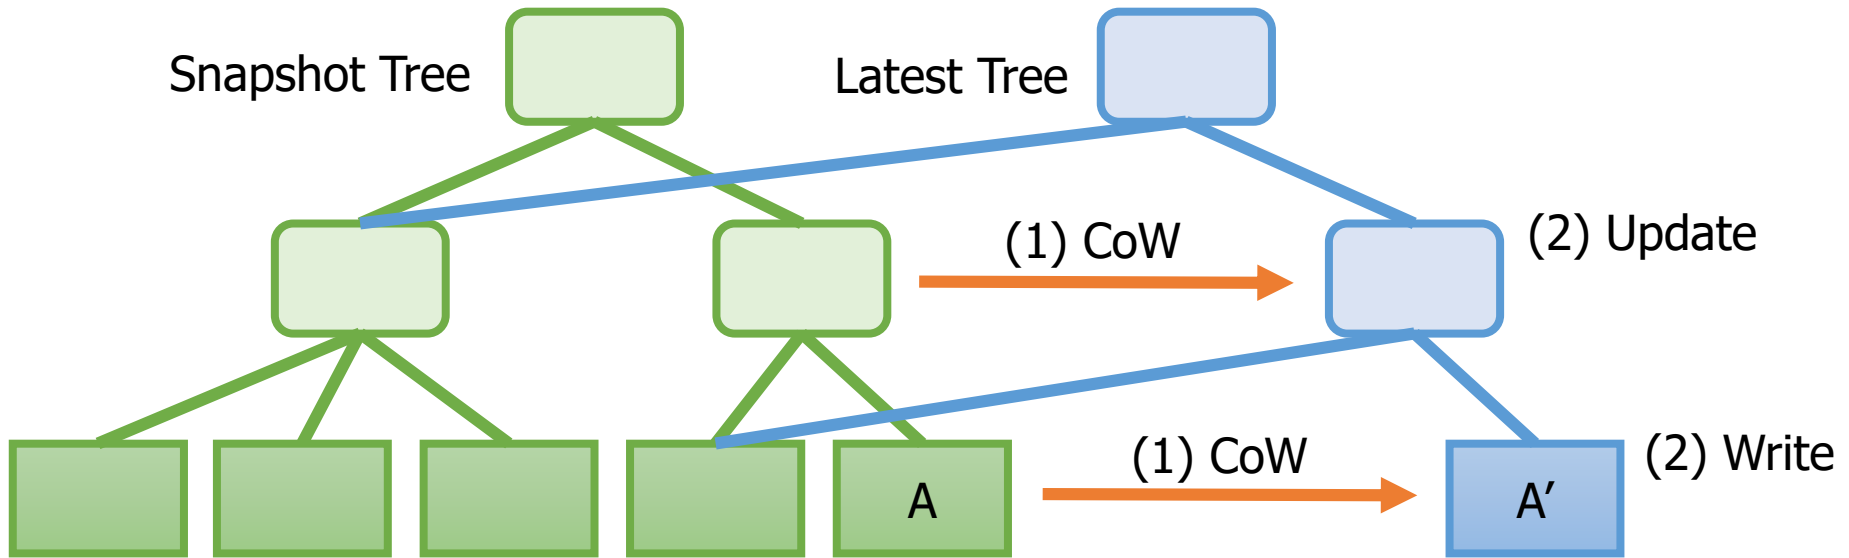 Snapshot Tree
Latest Tree
(1) CoW
(2) Update
(1) CoW
(2) Write
A
A′